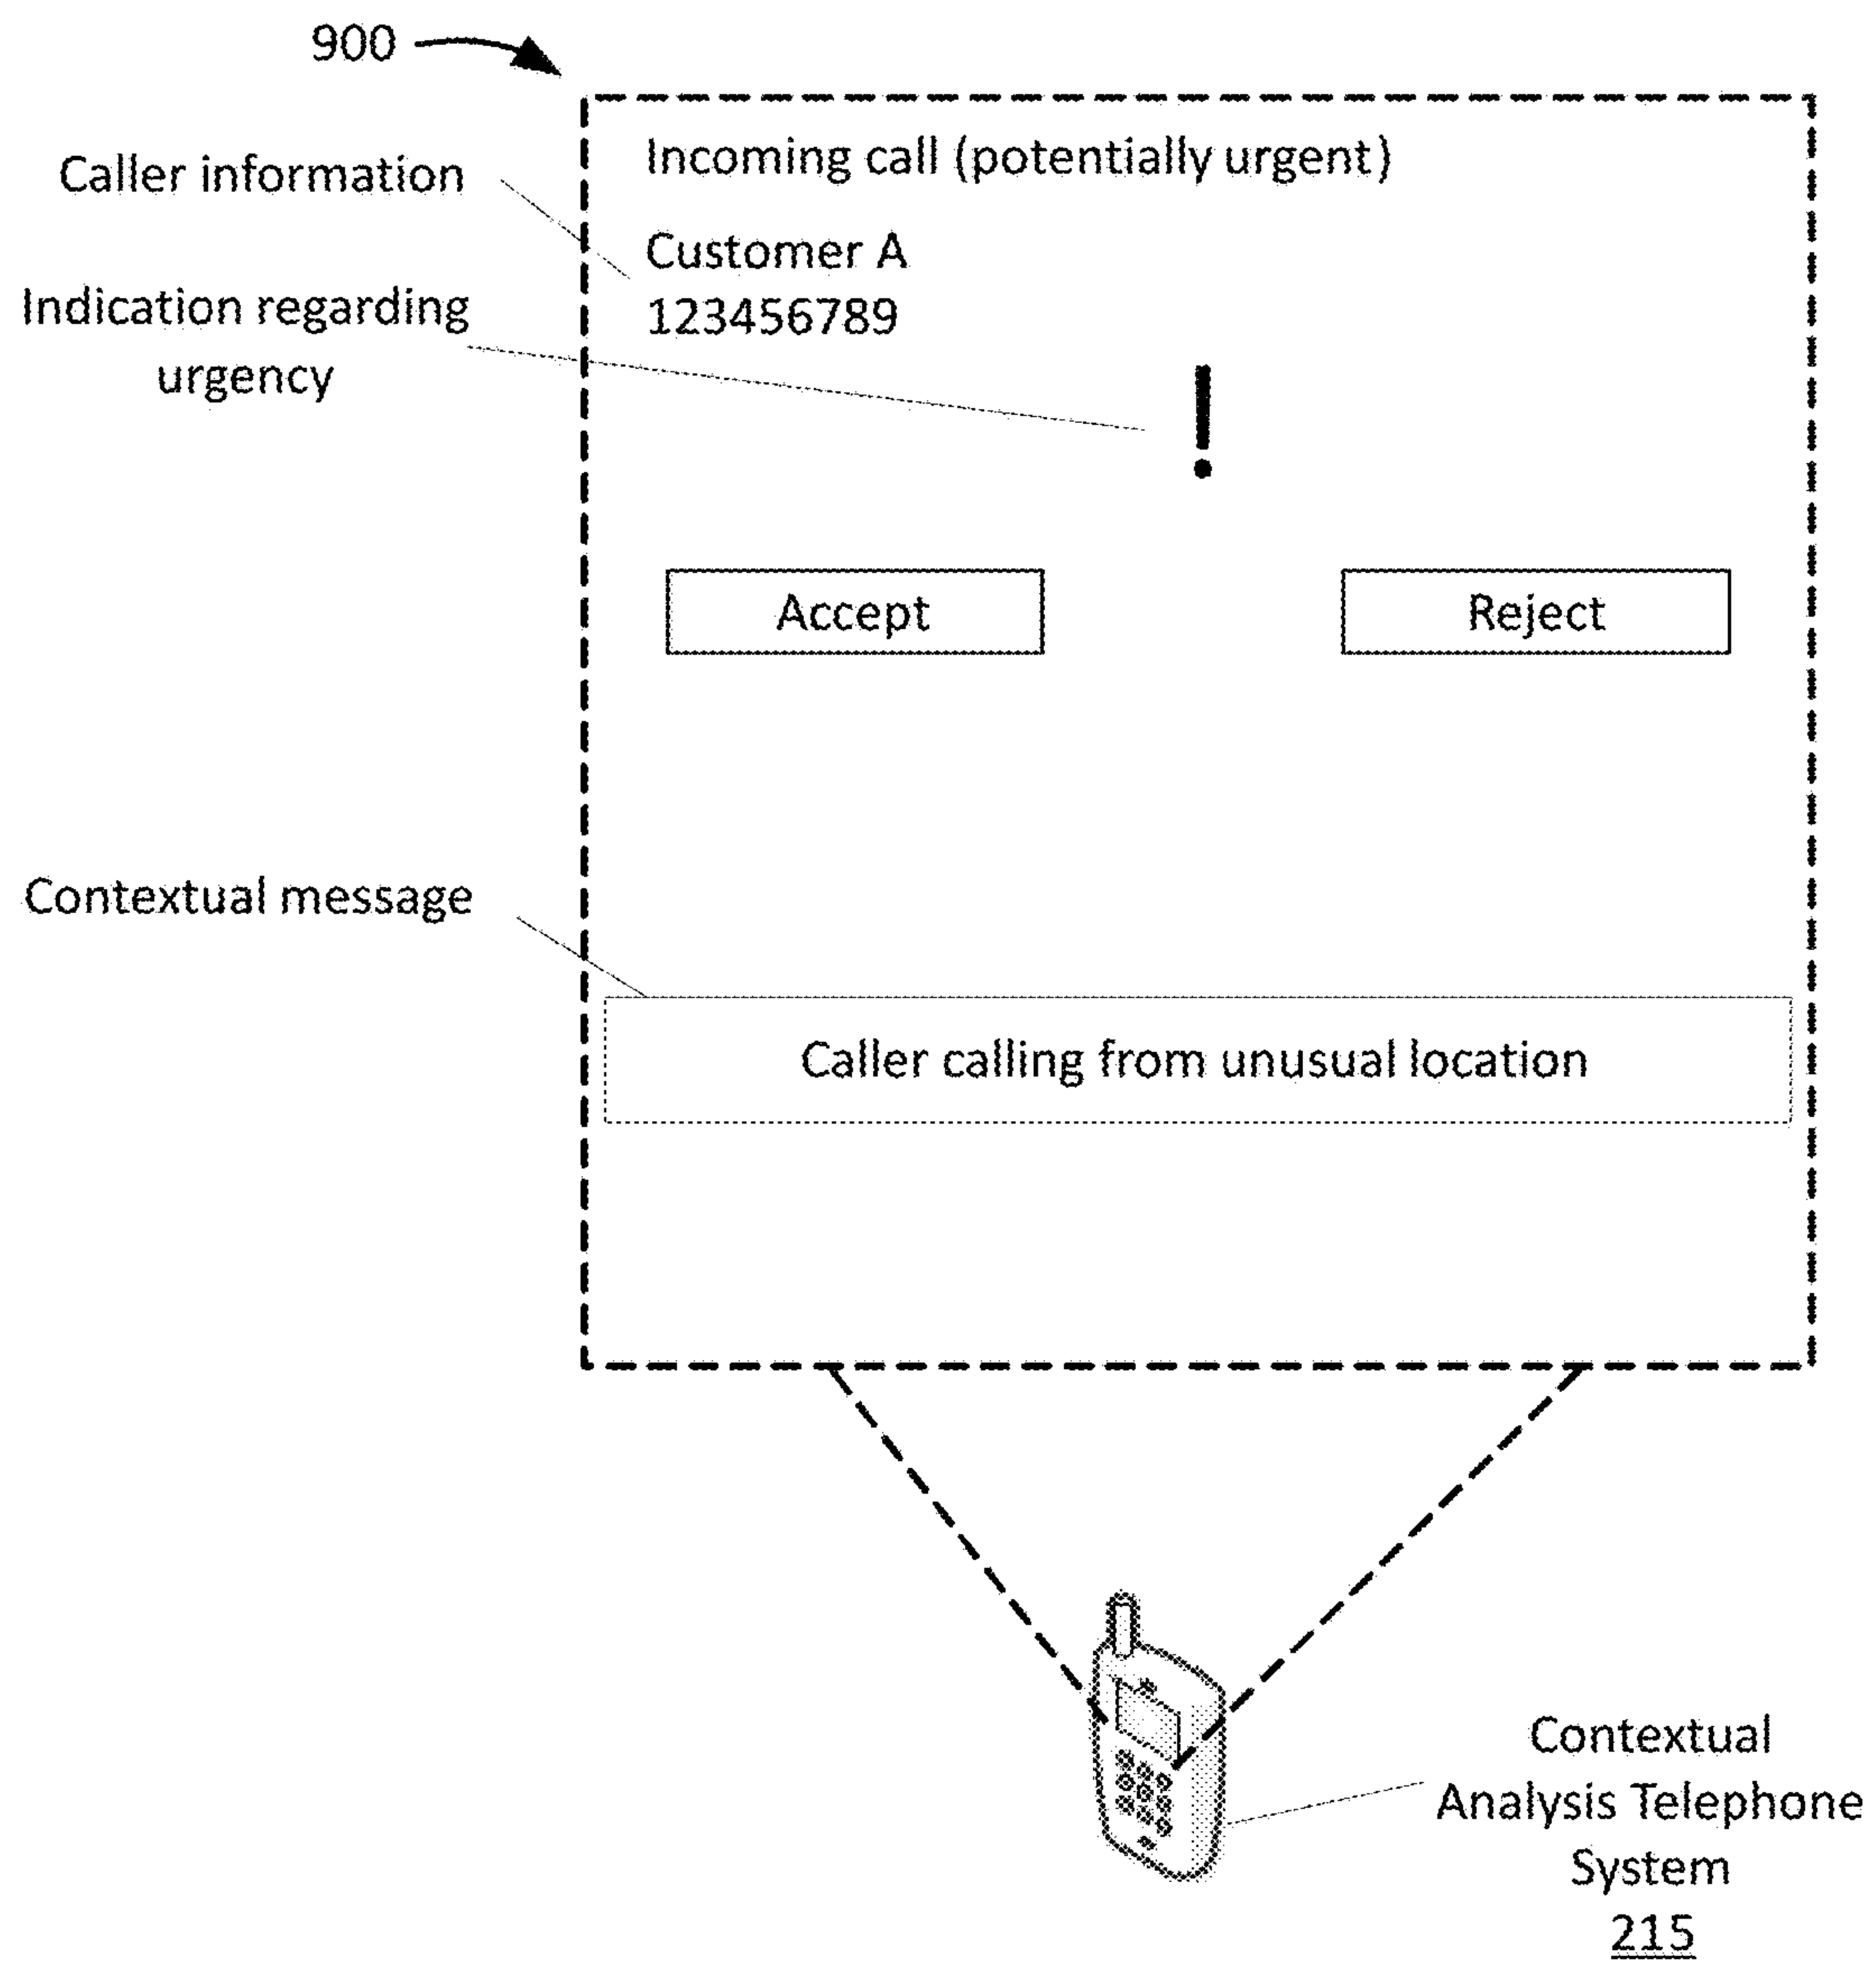 900
Incoming call (potentially urgent)
Caller information
Customer A
123456789
Indication regarding
urgency
!
Accept
Reject
Contextual message
Caller calling from unusual location
Contextual
Analysis Telephone
System
215